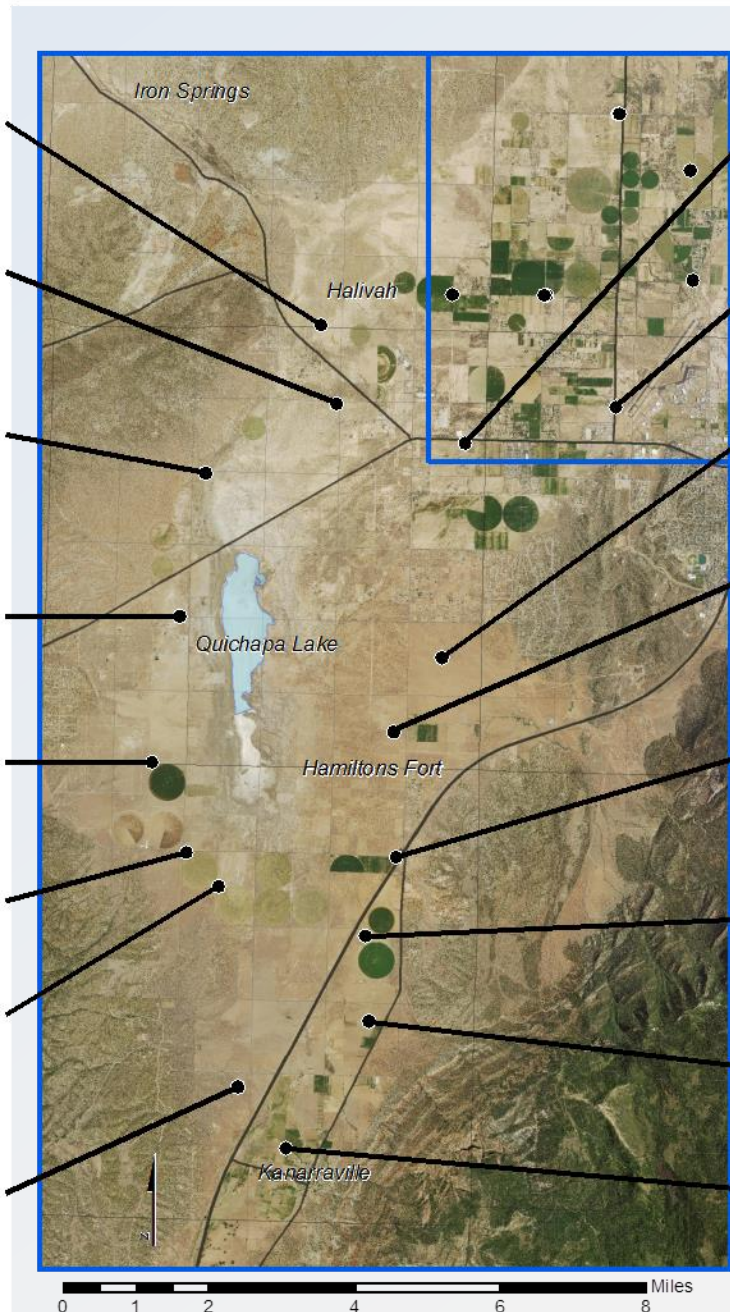 Iron Springs
Halivah
Quichapa Lake
Hamiltons Fort
Kanarraville
N
Miles
0 1 2 4 6 8